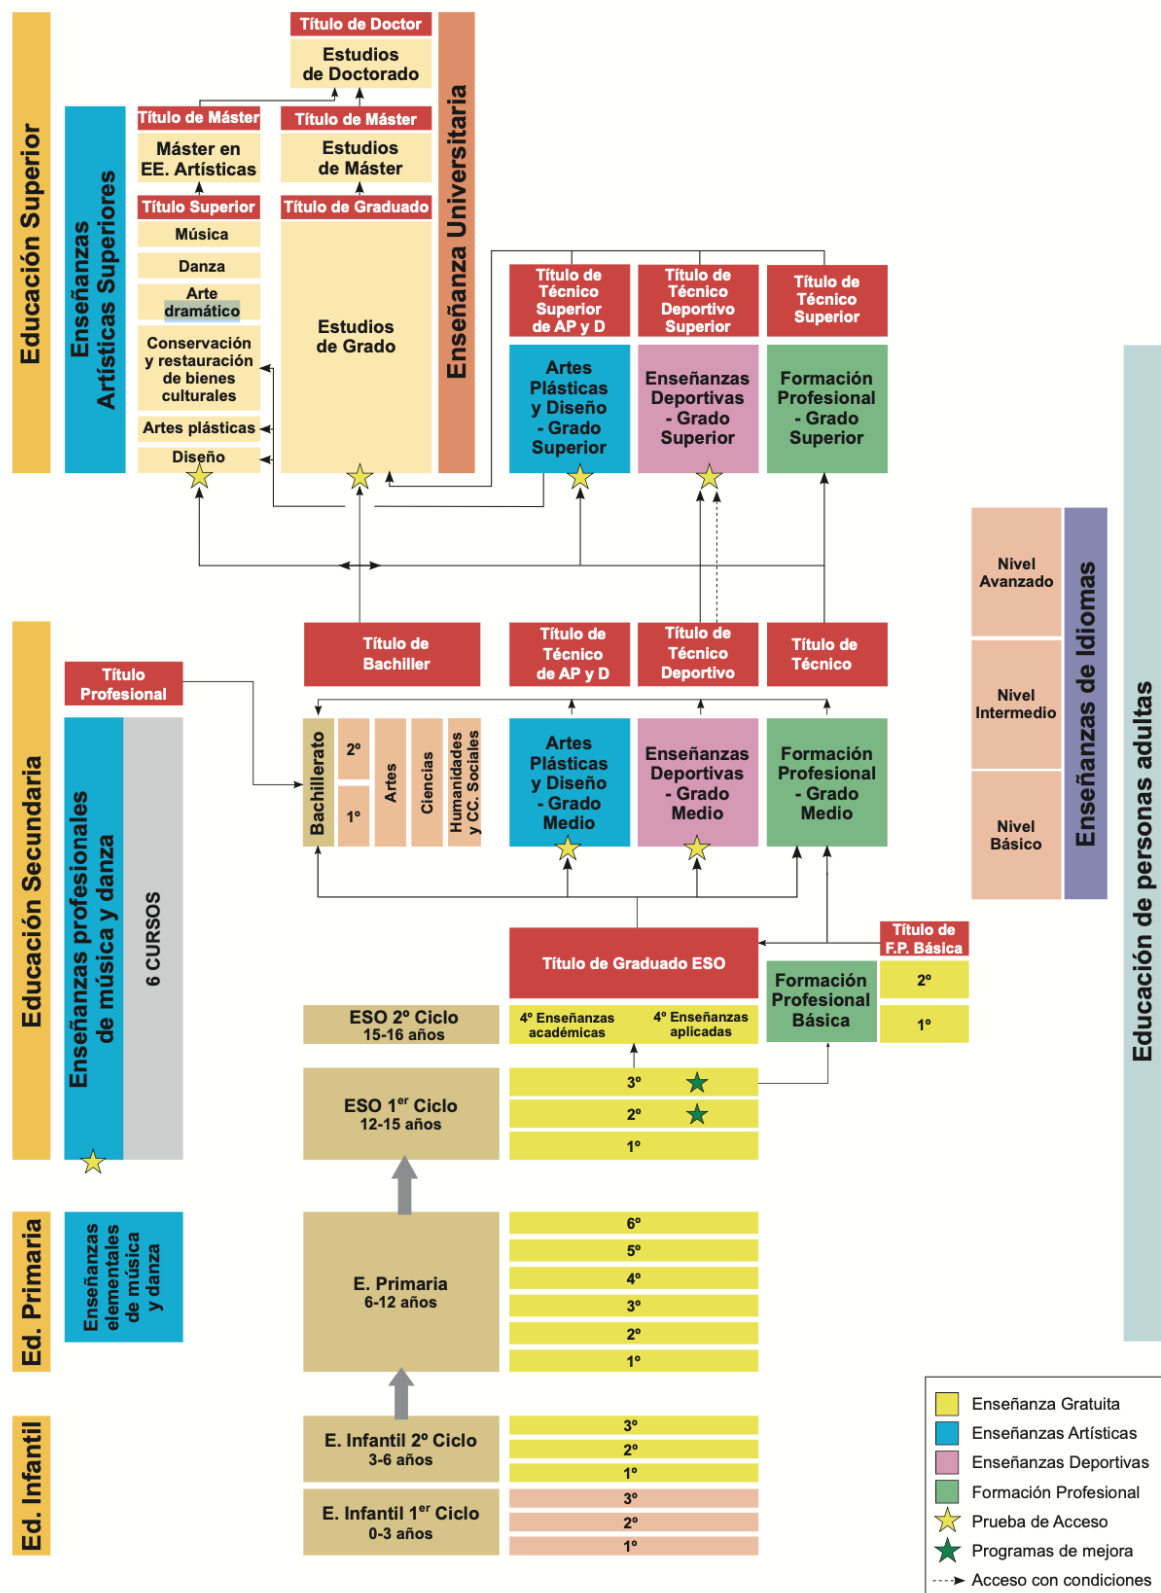 Educación Superior
Enseñanzas
Artísticas Superiores
Título de Doctor
Estudios
de Doctorado
Título de Máster
Máster en
EE. Artísticas
Título Superior
Música
Danza
Arte
dramático
Conservación
y restauración
de bienes
culturales
Artes plásticas
Diseño
Título de Máster
Estudios
de Máster
Título de Graduado
Estudios
de Grado
Enseñanza Universitaria
Título de
Técnico
Superior
de AP y D
Título de
Técnico
Deportivo
Superior
Título de
Técnico
Superior
Artes
Plásticas
y Diseño
- Grado
Superior
Enseñanzas
Deportivas
- Grado
Superior
Formación
Profesional
- Grado
Superior
Educación Secundaria
Título
Profesional
Enseñanzas profesionales
de música y danza
6 CURSOS
Título de
Bachiller
Título de
Técnico
de AP y D
Título de
Técnico
Deportivo
Título de
Técnico
Bachillerato
2º
1º
Artes
Ciencias
Humanidades
y CC. Sociales
Artes
Plásticas
y Diseño
- Grado
Medio
Enseñanzas
Deportivas
- Grado
Medio
Formación
Profesional
- Grado
Medio
Nivel
Avanzado
Nivel
Intermedio
Nivel
Básico
Enseñanzas de Idiomas
Educación de personas adultas
Título de Graduado ESO
Título de
F.P. Básica
Formación
Profesional
Básica
2º
1º
ESO 2º Ciclo
15-16 años
4º Enseñanzas
académicas
4º Enseñanzas
aplicadas
ESO 1er Ciclo
12-15 años
3º
2º
1º
Ed. Primaria
Enseñanzas
elementales
de música
y danza
E. Primaria
6-12 años
6º
5º
4º
3º
2º
1º
Ed. Infantil
E. Infantil 2º Ciclo
3-6 años
3º
2º
1º
E. Infantil 1er Ciclo
0-3 años
3º
2º
1º
Enseñanza Gratuita
Enseñanzas Artísticas
Enseñanzas Deportivas
Formación Profesional
Prueba de Acceso
Programas de mejora
Acceso con condiciones